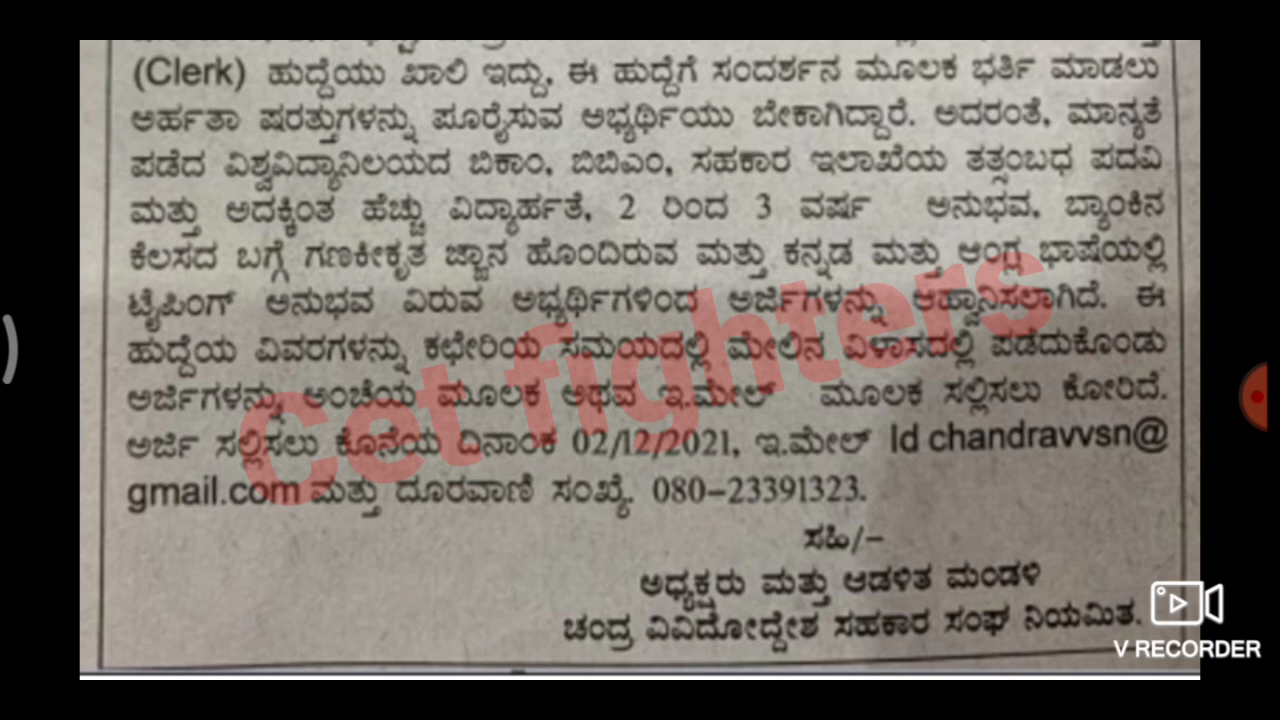 (Clerk) ಹುದ್ದೆಯು ಖಾಲಿ ಇದ್ದು, ಈ ಹುದ್ದೆಗೆ ಸಂದರ್ಶನ ಮೂಲಕ ಭರ್ತಿ ಮಾಡಲು
ಅರ್ಹತಾ ಷರತ್ತುಗಳನ್ನು ಪೂರೈಸುವ ಅಭ್ಯರ್ಥಿಯು ಬೇಕಾಗಿದ್ದಾರೆ. ಅದರಂತೆ, ಮಾನ್ಯತೆ
ಪಡೆದ ವಿಶ್ವವಿದ್ಯಾನಿಲಯದ ಬಿಕಾಂ, ಬಿಬಿಎಂ, ಸಹಕಾರ ಇಲಾಖೆಯ ತತ್ಸಂಬಧ ಪದವಿ
ಮತ್ತು ಅದಕ್ಕಿಂತ ಹೆಚ್ಚು ವಿದ್ಯಾರ್ಹತೆ, 2 ರಿಂದ 3 ವರ್ಷ ಅನುಭವ, ಬ್ಯಾಂಕಿನ
ಕೆಲಸದ ಬಗ್ಗೆ ಗಣಕೀಕೃತ ಜ್ಞಾನ ಹೊಂದಿರುವ ಮತ್ತು ಕನ್ನಡ ಮತ್ತು ಆಂಗ್ಲ ಭಾಷೆಯಲ್ಲಿ
ಟೈಪಿಂಗ್ ಅನುಭವ ವಿರುವ ಅಭ್ಯರ್ಥಿಗಳಿಂದ ಅರ್ಜಿಗಳನ್ನು ಆಹ್ವಾನಿಸಲಾಗಿದೆ. ಈ
ಹುದ್ದೆಯ ವಿವರಗಳನ್ನು ಕಛೇರಿಯ ಸಮಯದಲ್ಲಿ ಮೇಲಿನ ವಿಳಾಸದಲ್ಲಿ ಪಡೆದುಕೊಂಡು
ಅರ್ಜಿಗಳನ್ನು ಅಂಚೆಯ ಮೂಲಕ ಅಥವ ಇ.ಮೇಲ್ ಮೂಲಕ ಸಲ್ಲಿಸಲು ಕೋರಿದೆ.
ಅರ್ಜಿ ಸಲ್ಲಿಸಲು ಕೊನೆಯ ದಿನಾಂಕ 02/12/2021, ಇ.ಮೇಲ್ Id chandravvsn@
gmail.com ಮತ್ತು ದೂರವಾಣಿ ಸಂಖ್ಯೆ. 080-23391323.
ಸಹಿ/-
ಅಧ್ಯಕ್ಷರು ಮತ್ತು ಆಡಳಿತ ಮಂಡಳಿ
ಚಂದ್ರ ವಿವಿದೋದ್ದೇಶ ಸಹಕಾರ ಸಂಘ ನಿಯಮಿತ.
Cet fighters
V RECORDER